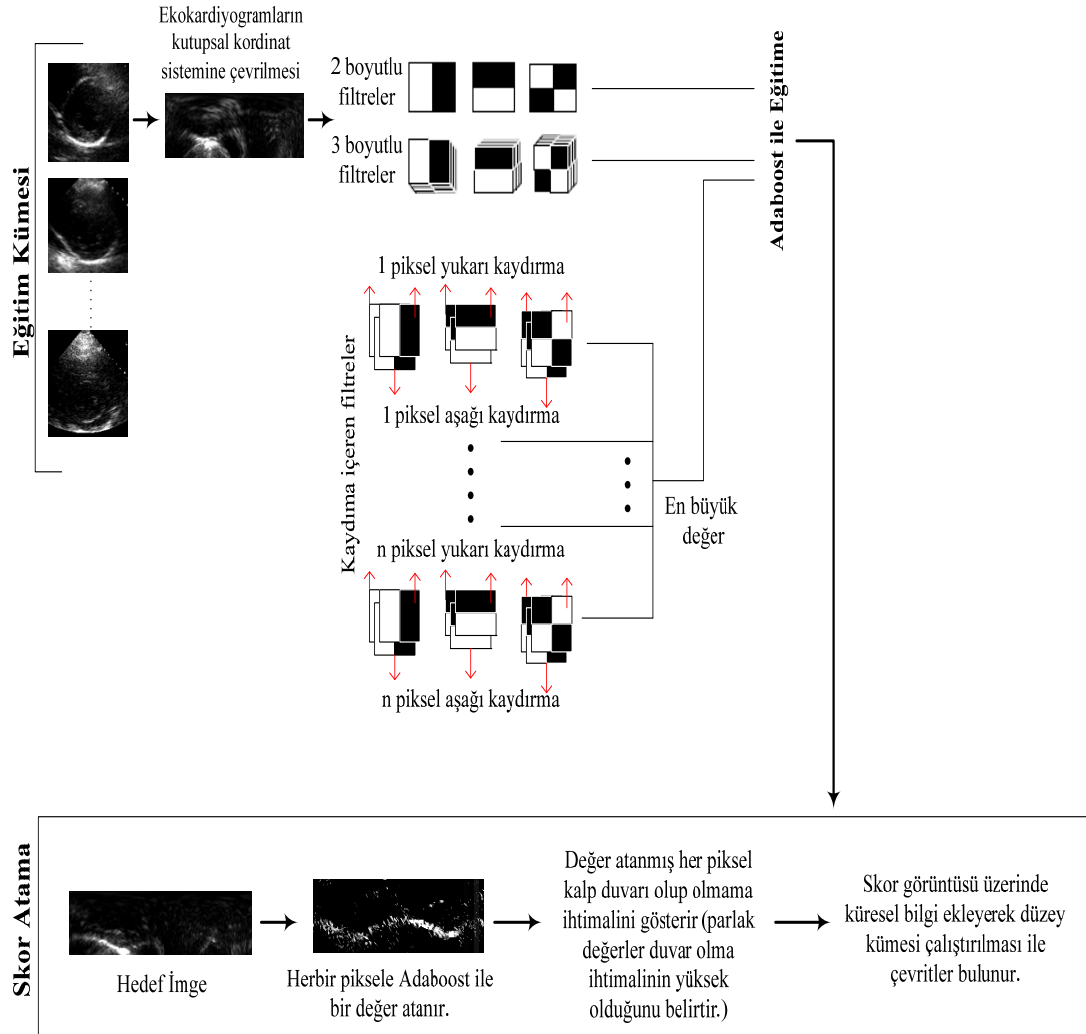 Eğitim Kümesi
Ekokardiyogramların
kutupsal kordinat
sistemine çevrilmesi
2 boyutlu
filtreler
3 boyutlu
filtreler
Adaboost ile Eğitime
Kaydıma içeren filtreler
1 piksel yukarı kaydırma
1 piksel aşağı kaydırma
n piksel yukarı kaydırma
n piksel aşağı kaydırma
En büyük
değer
Skor Atama
Hedef İmge
Herbir piksele Adaboost ile
bir değer atanır.
Değer atanmış her piksel
kalp duvarı olup olmama
ihtimalini gösterir (parlak
değerler duvar olma
ihtimalinin yüksek
olduğunu belirtir.)
Skor görüntüsü üzerinde
küresel bilgi ekleyerek düzey
kümesi çalıştırılması ile
çevritler bulunur.